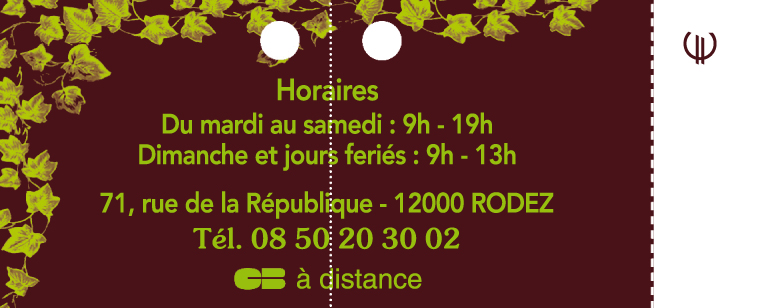 Horaires
Du mardi au samedi : 9h - 19h
Dimanche et jours feriés : 9h - 13h
71, rue de la République - 12000 RODEZ
Tél. 08 50 20 30 02
CB à distance